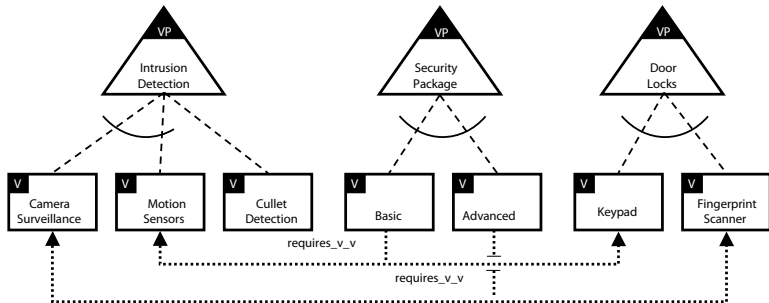 VP
Intrusion
Detection
VP
Security
Package
VP
Door
Locks
V
Camera
Surveillance
V
Motion
Sensors
V
Cullet
Detection
V
Basic
V
Advanced
V
Keypad
V
Fingerprint
Scanner
requires_v_v
requires_v_v